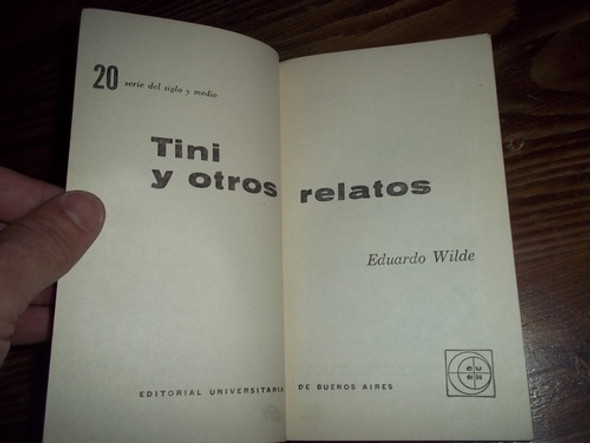 20 serie del siglo y medio
Tini
y otros relatos
Eduardo Wilde
EDITORIAL UNIVERSITARIA DE BUENOS AIRES